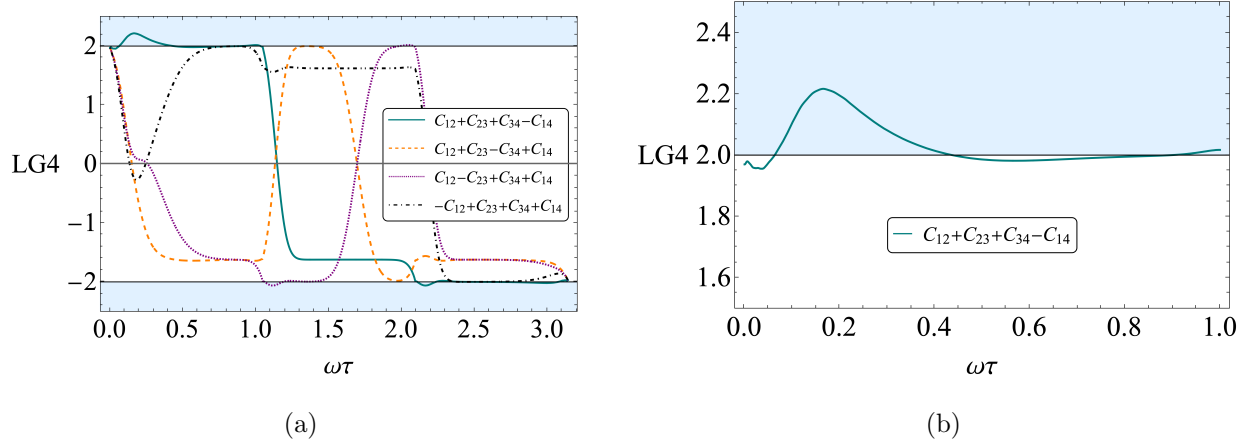 LG4
2
1
0
−1
−2
C12+C23+C34−C14
C12+C23−C34+C14
C12−C23+C34+C14
−C12+C23+C34+C14
0.0 0.5 1.0 1.5 2.0 2.5 3.0
ωτ
(a)
LG4
2.4
2.2
2.0
1.8
1.6
C12+C23+C34−C14
0.0 0.2 0.4 0.6 0.8 1.0
ωτ
(b)